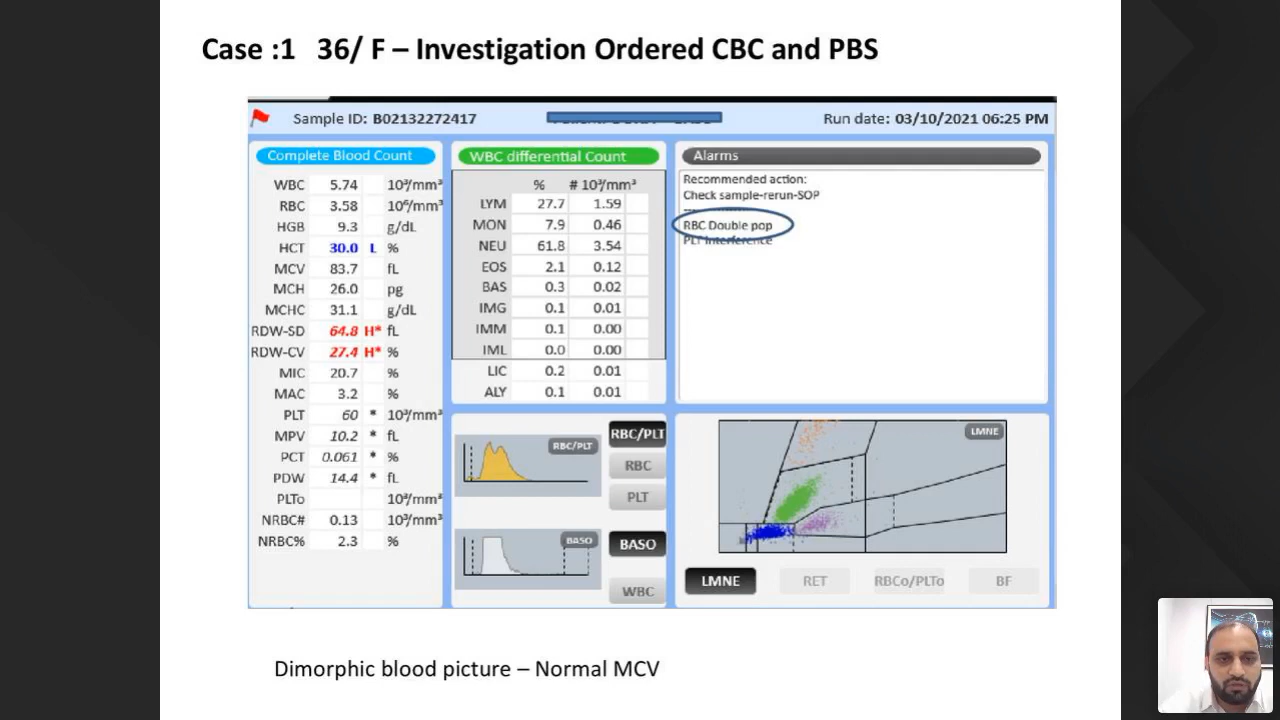 Case :1 36/ F – Investigation Ordered CBC and PBS
Sample ID: B02132272417
Run date: 03/10/2021 06:25 PM
Complete Blood Count
WBC 5.74 10³/mm³
RBC 3.58 10⁶/mm³
HGB 9.3 g/dL
HCT 30.0 L %
MCV 83.7 fL
MCH 26.0 pg
MCHC 31.1 g/dL
RDW-SD 64.8 H* fL
RDW-CV 27.4 H* %
MIC 20.7 %
MAC 3.2 %
PLT 60 * 10³/mm³
MPV 10.2 * fL
PCT 0.061 * %
PDW 14.4 * fL
PLTo 10³/mm³
NRBC# 0.13 10³/mm³
NRBC% 2.3 %
WBC differential Count
% # 10³/mm³
LYM 27.7 1.59
MON 7.9 0.46
NEU 61.8 3.54
EOS 2.1 0.12
BAS 0.3 0.02
IMG 0.1 0.01
IMM 0.1 0.00
IML 0.0 0.00
LIC 0.2 0.01
ALY 0.1 0.01
Alarms
Recommended action:
Check sample-rerun-SOP
RBC Double pop
PLT Interference
RBC/PLT
RBC/PLT
RBC
PLT
BASO
BASO
WBC
LMNE
LMNE RET RBCo/PLTo BF
Dimorphic blood picture – Normal MCV